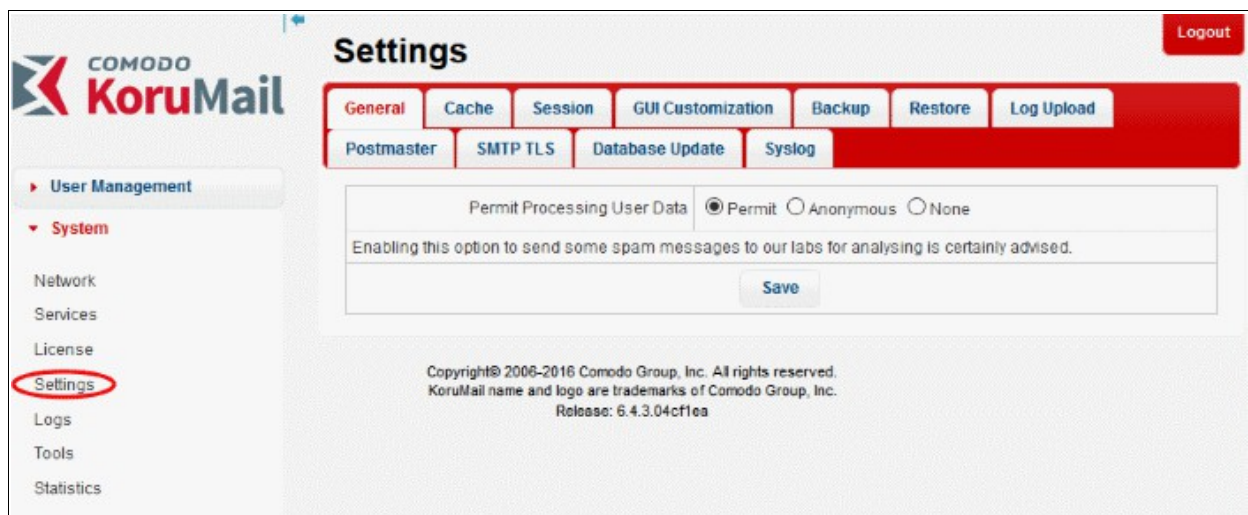 COMODO
KoruMail
User Management
System
Network
Services
License
Settings
Logs
Tools
Statistics
Settings
Logout
General Cache Session GUI Customization Backup Restore Log Upload
Postmaster SMTP TLS Database Update Syslog
Permit Processing User Data Permit Anonymous None
Enabling this option to send some spam messages to our labs for analysing is certainly advised.
Save
Copyright© 2006-2016 Comodo Group, Inc. All rights reserved.
KoruMail name and logo are trademarks of Comodo Group, Inc.
Release: 6.4.3.04cf1ea